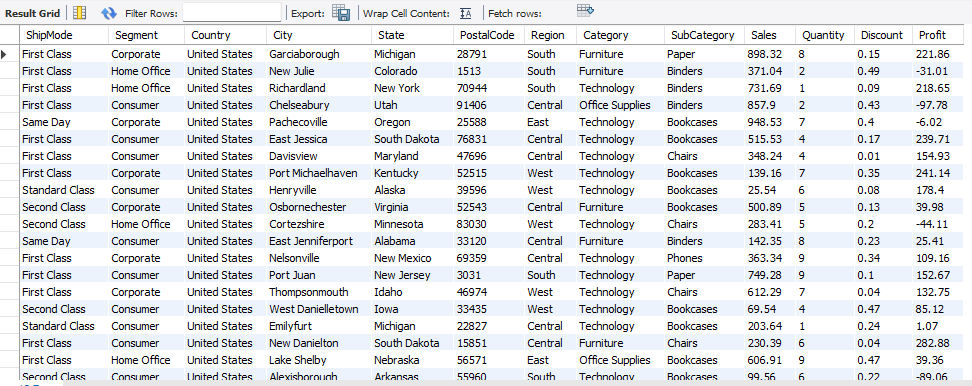 Result Grid Filter Rows: Export: Wrap Cell Content: Fetch rows:
ShipMode Segment Country City State PostalCode Region Category SubCategory Sales Quantity Discount Profit
First Class Corporate United States Garciaborough Michigan 28791 South Furniture Paper 898.32 8 0.15 221.86
First Class Home Office United States New Julie Colorado 1513 South Furniture Binders 371.04 2 0.49 -31.01
First Class Home Office United States Richardland New York 70944 South Technology Binders 731.69 1 0.09 218.65
First Class Consumer United States Chelseabury Utah 91406 Central Office Supplies Binders 857.9 2 0.43 -97.78
Same Day Corporate United States Pachecoville Oregon 25588 East Technology Bookcases 948.53 7 0.4 -6.02
First Class Consumer United States East Jessica South Dakota 76831 Central Technology Bookcases 515.53 4 0.17 239.71
First Class Consumer United States Davisview Maryland 47696 Central Technology Chairs 348.24 4 0.01 154.93
First Class Corporate United States Port Michaelhaven Kentucky 52515 West Technology Bookcases 139.16 7 0.35 241.14
Standard Class Consumer United States Henryville Alaska 39596 West Technology Bookcases 25.54 6 0.08 178.4
Second Class Consumer United States Osbornechester Virginia 52543 Central Furniture Bookcases 500.89 5 0.13 39.98
Second Class Home Office United States Cortezshire Minnesota 83030 West Technology Chairs 283.41 5 0.2 -44.11
Same Day Consumer United States East Jenniferport Alabama 33120 Central Furniture Binders 142.35 8 0.23 25.41
First Class Corporate United States Nelsonville New Mexico 69359 Central Technology Phones 363.34 9 0.34 109.16
First Class Consumer United States Port Juan New Jersey 3031 South Technology Paper 749.28 9 0.1 152.67
First Class Corporate United States Thompsonmouth Idaho 46974 West Technology Chairs 612.29 7 0.04 132.75
Second Class Consumer United States West Danielletown Iowa 33435 West Technology Bookcases 69.54 4 0.47 85.12
Standard Class Consumer United States Emilyfurt Michigan 22827 Central Technology Bookcases 203.64 1 0.24 1.07
First Class Consumer United States New Danielton South Dakota 15851 Central Furniture Chairs 230.39 6 0.04 282.88
First Class Home Office United States Lake Shelby Nebraska 56571 East Office Supplies Bookcases 606.91 9 0.47 39.36
Second Class Consumer United States Alexisborough Arkansas 55960 South Technology Bookcases 99.56 6 0.22 -89.06